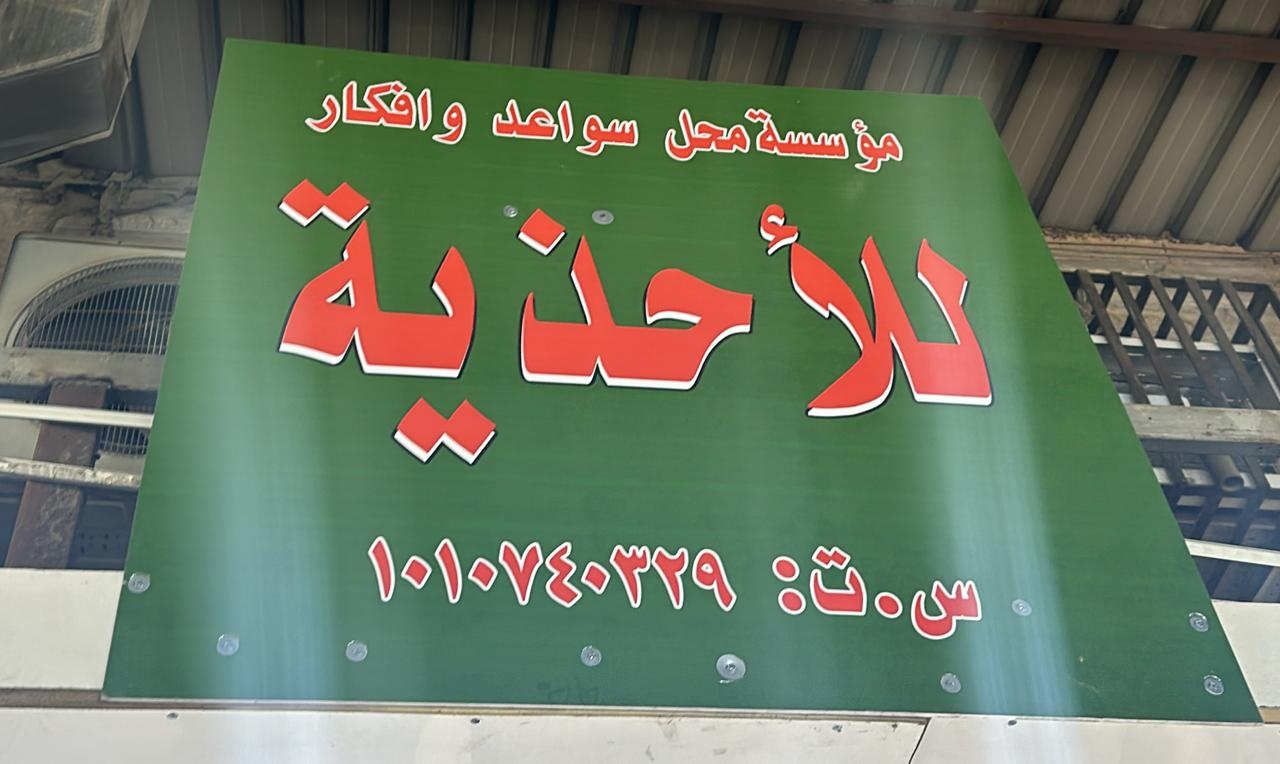 مؤسسة محل سواعد وافكار
للأحذية
س.ت: ١٠١٠٧٤٠٣٢٩